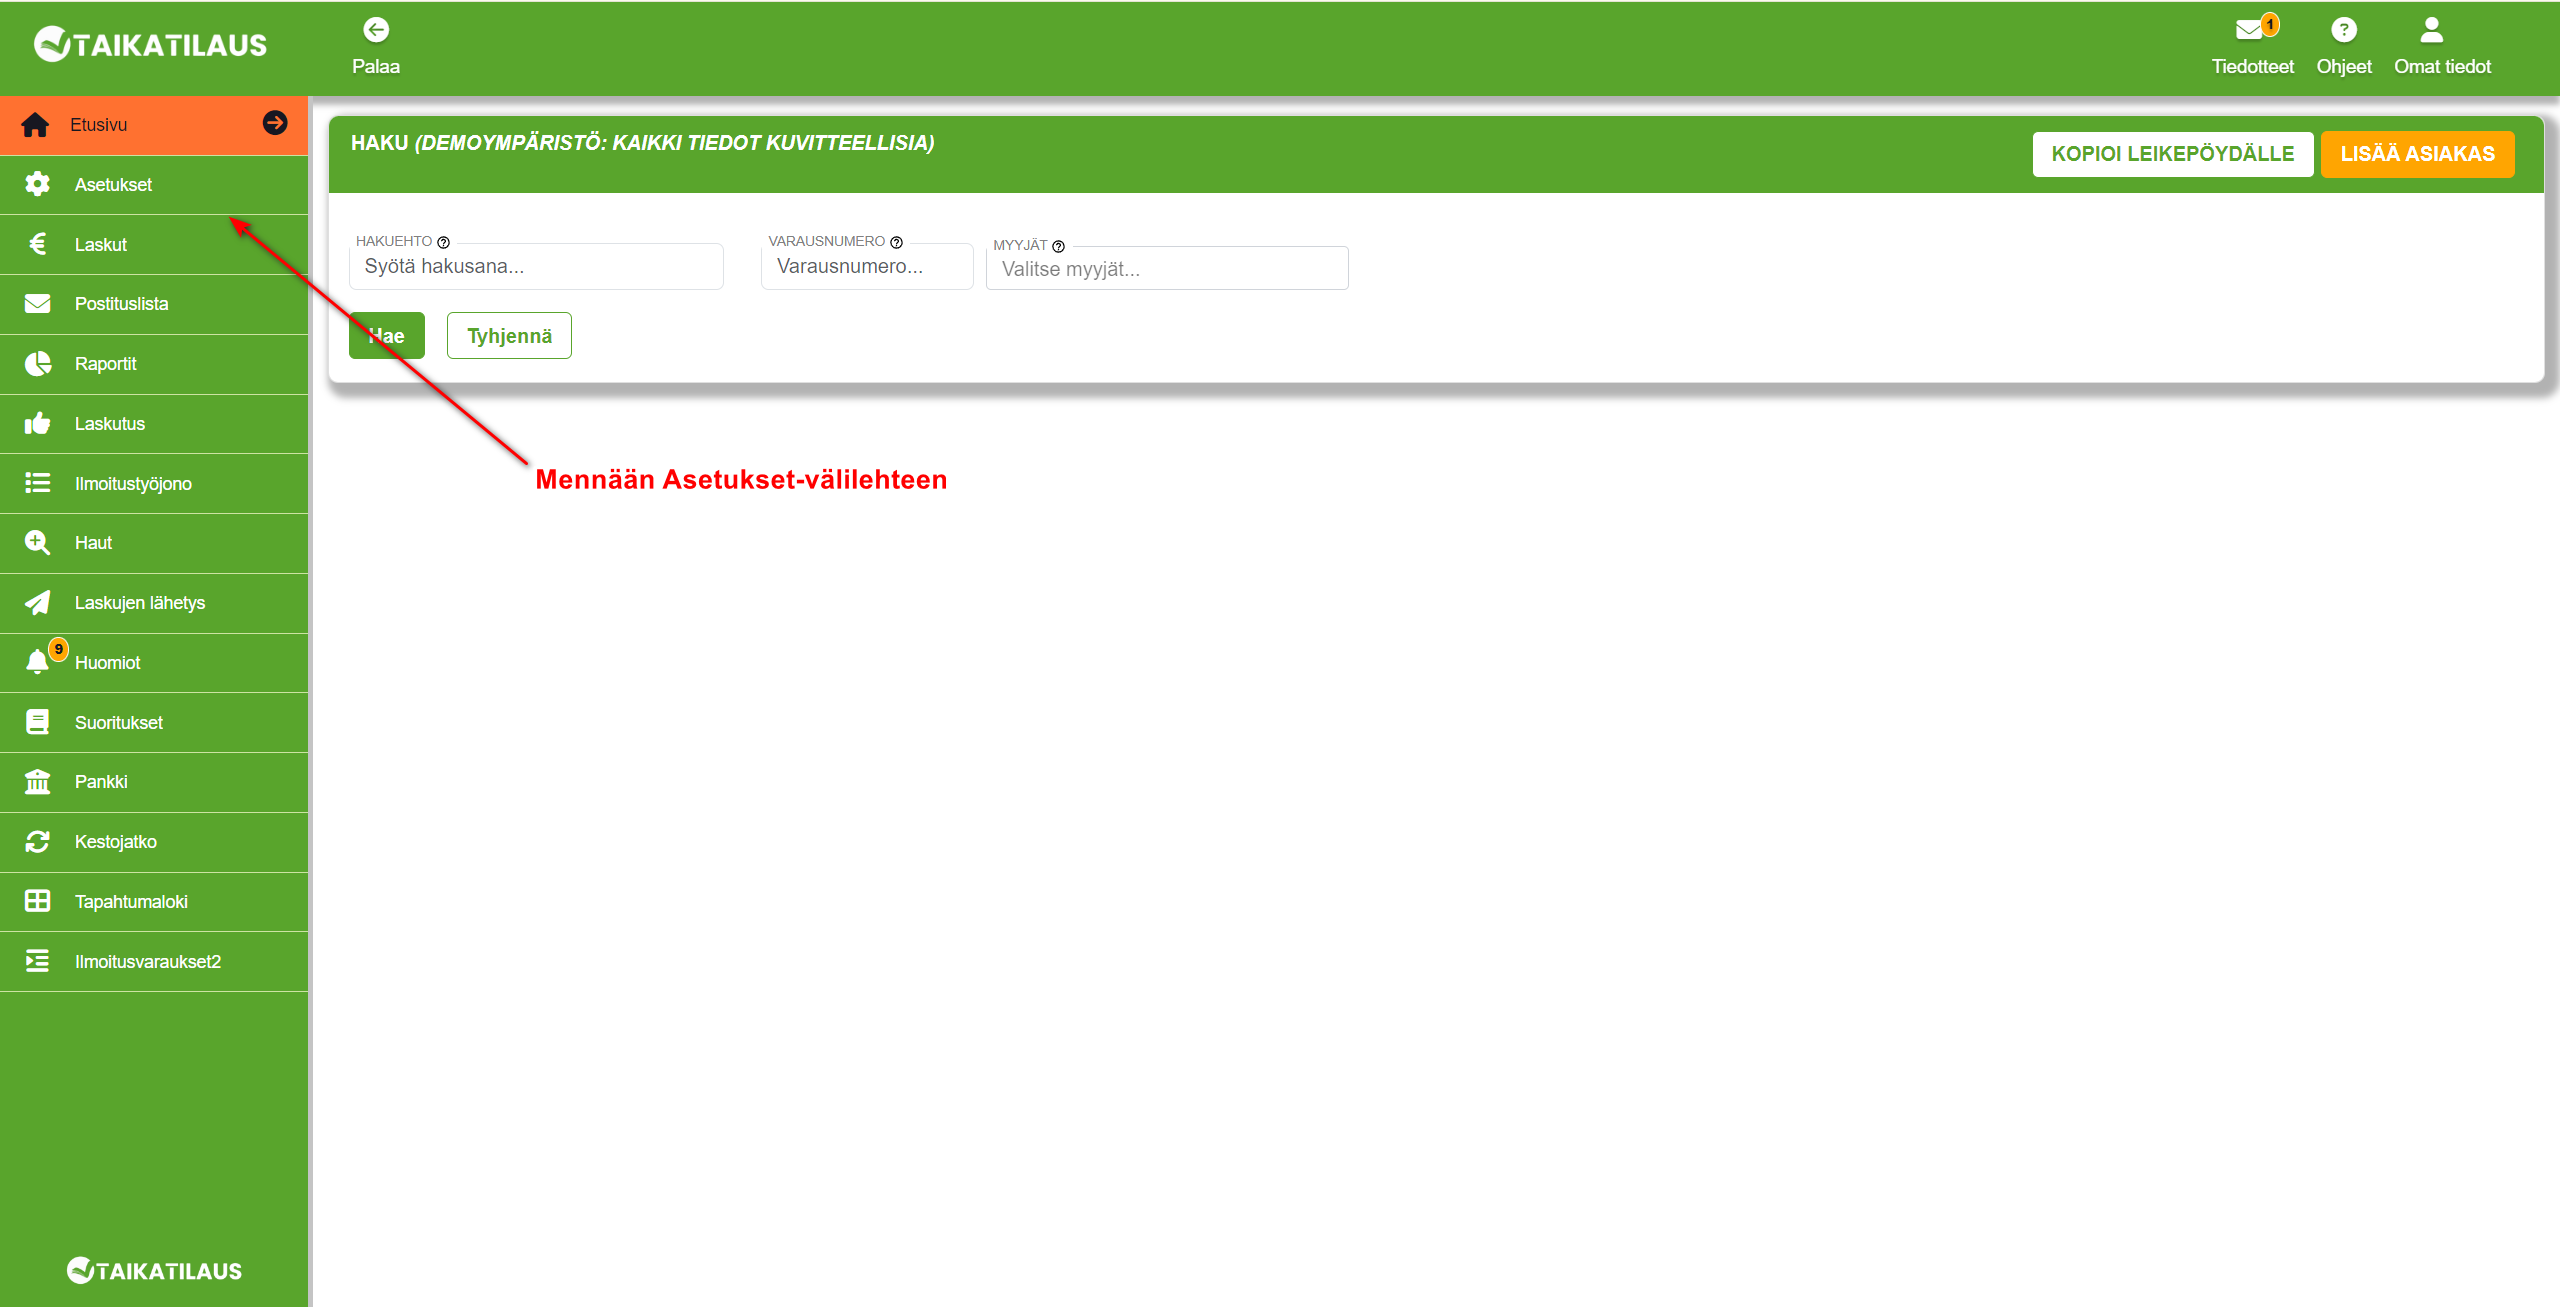 TAIKATILAUS
Palaa
1
Tiedotteet
Ohjeet
Omat tiedot
Etusivu
Asetukset
Laskut
Postituslista
Raportit
Laskutus
Ilmoitustyöjono
Haut
Laskujen lähetys
9
Huomiot
Suoritukset
Pankki
Kestojatko
Tapahtumaloki
Ilmoitusvaraukset2
TAIKATILAUS
HAKU (DEMOYMPÄRISTÖ: KAIKKI TIEDOT KUVITTEELLISIA)
KOPIOI LEIKEPÖYDÄLLE
LISÄÄ ASIAKAS
HAKUEHTO
Syötä hakusana...
VARAUSNUMERO
Varausnumero...
MYYJÄT
Valitse myyjät...
Hae
Tyhjennä
Mennään Asetukset-välilehteen